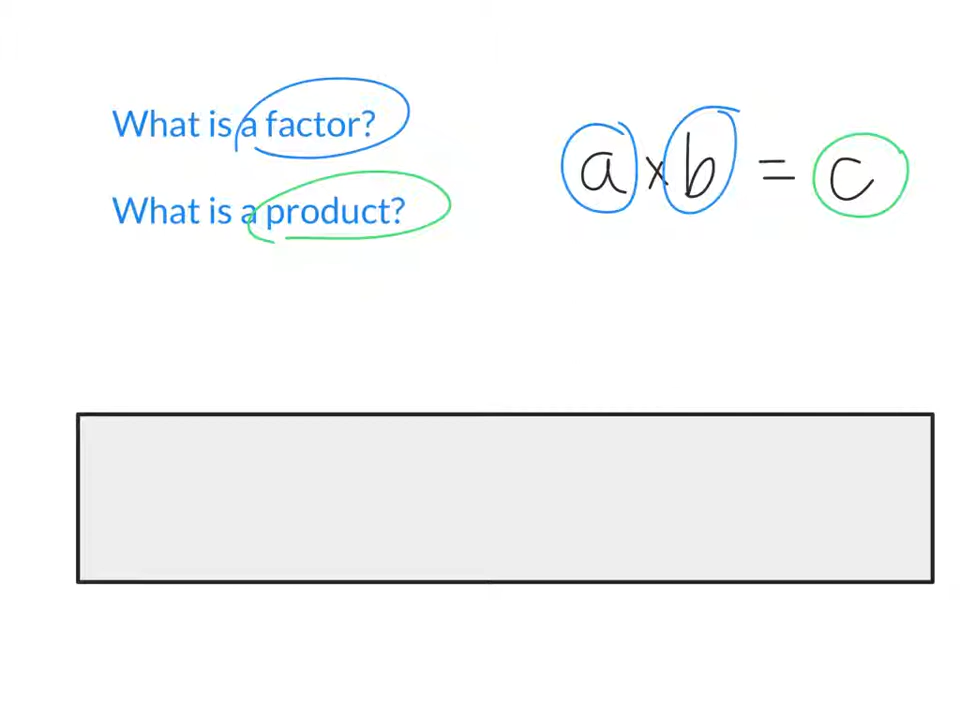 What is a factor?
What is a product?
a × b = c